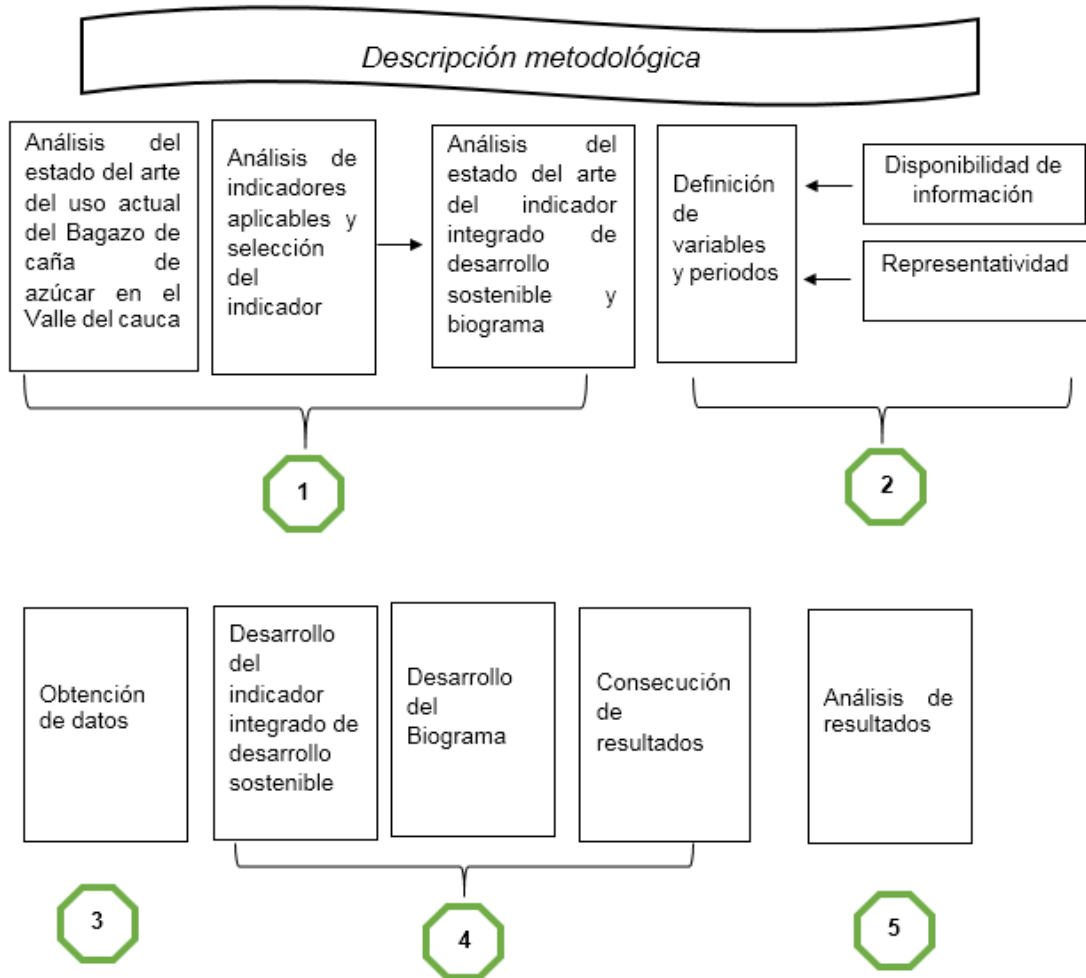 Descripción metodológica
Análisis del
estado del arte
del uso actual
del Bagazo de
caña de
azúcar en el
Valle del cauca
Análisis de
indicadores
aplicables y
selección
del
indicador
Análisis del
estado del arte
del indicador
integrado de
desarrollo
sostenible y
biograma
Definición
de
variables
y periodos
Disponibilidad de
información
Representatividad
1
2
Obtención
de datos
Desarrollo
del
indicador
integrado de
desarrollo
sostenible
Desarrollo
del
Biograma
Consecución
de
resultados
Análisis de
resultados
3
4
5